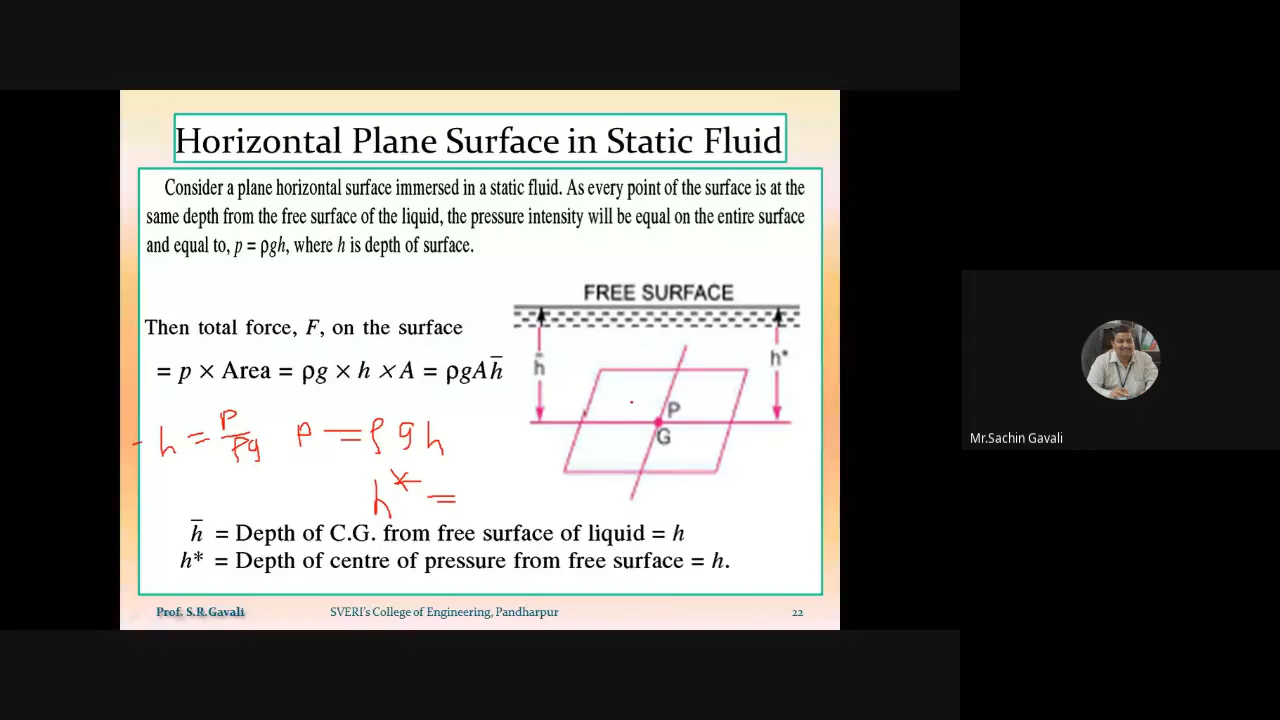 Horizontal Plane Surface in Static Fluid
Consider a plane horizontal surface immersed in a static fluid. As every point of the surface is at the
same depth from the free surface of the liquid, the pressure intensity will be equal on the entire surface
and equal to, p = ρgh, where h is depth of surface.
FREE SURFACE
Then total force, F, on the surface
= p × Area = ρg × h × A = ρgAh̄
h̄
h*
P
G
- h = P/ρg P = ρ g h
h* =
h̄ = Depth of C.G. from free surface of liquid = h
h* = Depth of centre of pressure from free surface = h.
Prof. S.R.Gavali SVERI's College of Engineering, Pandharpur 22
Mr.Sachin Gavali